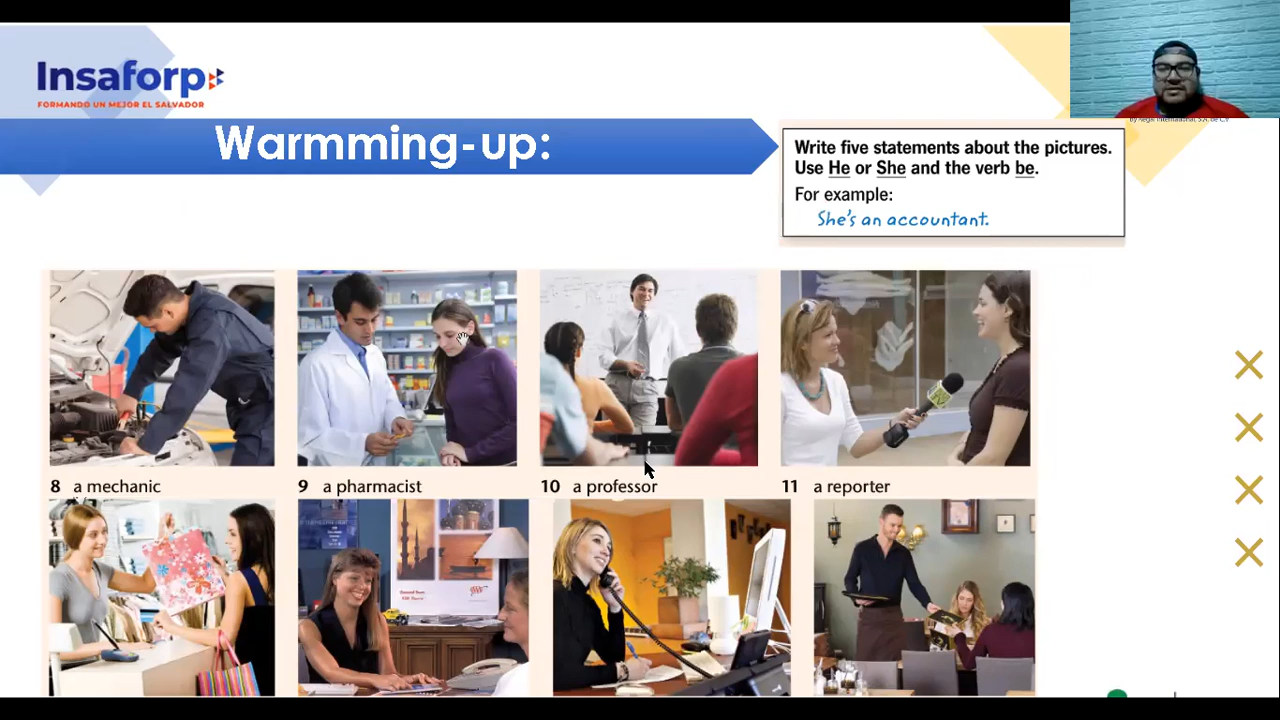 Insaforp
FORMANDO UN MEJOR EL SALVADOR
Warmming-up:
Write five statements about the pictures.
Use He or She and the verb be.
For example:
She's an accountant.
8 a mechanic
9 a pharmacist
10 a professor
11 a reporter